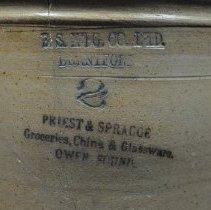 B.S. MFG. CO. LTD.
2
PRIEST & SPRAGGE
Groceries, China & Glassware,
OWEN SOUND.